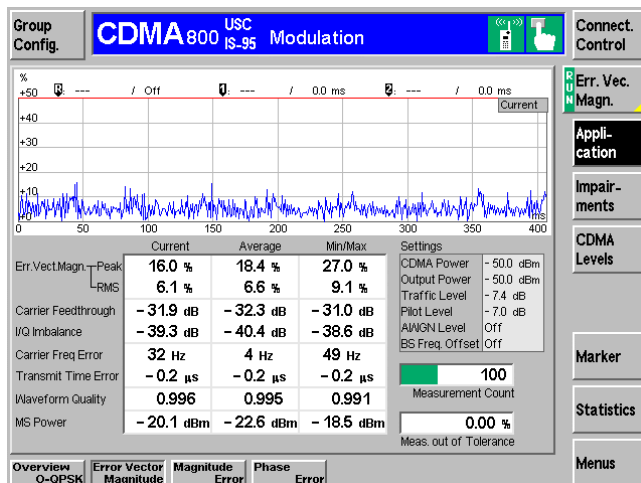 Group Config.
CDMA 800 USC IS-95 Modulation
Connect. Control
%
+50 R: --- / Off 1: --- / 0.0 ms 2: --- / 0.0 ms
Current
+40
+30
+20
+10
0 50 100 150 200 250 300 350 400
ms
RUN
Err. Vec. Magn.
Appli-
cation
Impair-
ments
CDMA Levels
Marker
Statistics
Menus
Current Average Min/Max
Err.Vect.Magn. Peak 16.0 % 18.4 % 27.0 %
RMS 6.1 % 6.6 % 9.1 %
Carrier Feedthrough - 31.9 dB - 32.3 dB - 31.0 dB
I/Q Imbalance - 39.3 dB - 40.4 dB - 38.6 dB
Carrier Freq Error 32 Hz 4 Hz 49 Hz
Transmit Time Error - 0.2 µs - 0.2 µs - 0.2 µs
Waveform Quality 0.996 0.995 0.991
MS Power - 20.1 dBm - 22.6 dBm - 18.5 dBm
Settings
CDMA Power - 50.0 dBm
Output Power - 50.0 dBm
Traffic Level - 7.4 dB
Pilot Level - 7.0 dB
AWGN Level Off
BS Freq. Offset Off
100
Measurement Count
0.00 %
Meas. out of Tolerance
Overview O-QPSK
Error Vector Magnitude
Magnitude Error
Phase Error